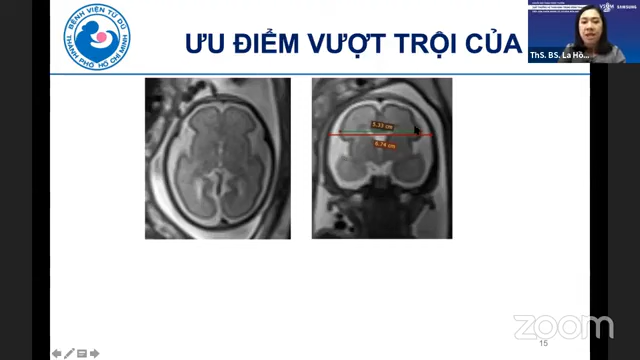 BỆNH VIỆN TỪ DŨ
THÀNH PHỐ HỒ CHÍ MINH
ƯU ĐIỂM VƯỢT TRỘI CỦA
SAMSUNG
ThS. BS. La Hồ...
5.33 cm
6.74 cm
15
zoom